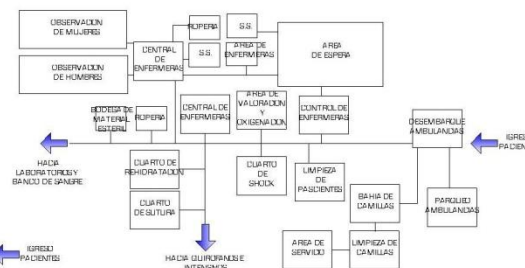 OBSERVACION
DE MUJERES
OBSERVACION
DE HOMBRES
CENTRAL
DE
ENFERMERAS
ROPERIA
S.S.
S.S.
AREA DE
ENFERMERAS
AREA
DE ESPERA
BODEGA DE
MATERIAL
ESTERIL
ROPERIA
CENTRAL DE
ENFERMERAS
AREA DE
VALORACION
Y
OXIGENACION
CONTROL DE
ENFERMERAS
DESEMBARQUE
AMBULANCIAS
HACIA
LABORATORIOS Y
BANCO DE SANGRE
CUARTO DE
REHIDRATACION
CUARTO
DE SUTURA
CUARTO
DE
SHOCK
LIMPIEZA
DE
PASCIENTES
BAHIA DE
CAMILLAS
PARQUEO
AMBULANCIAS
AREA DE
SERVICIO
LIMPIEZA DE
CAMILLAS
INGRESO
PACIENTES
HACIA QUIROFANOS E
INTENSIVOS